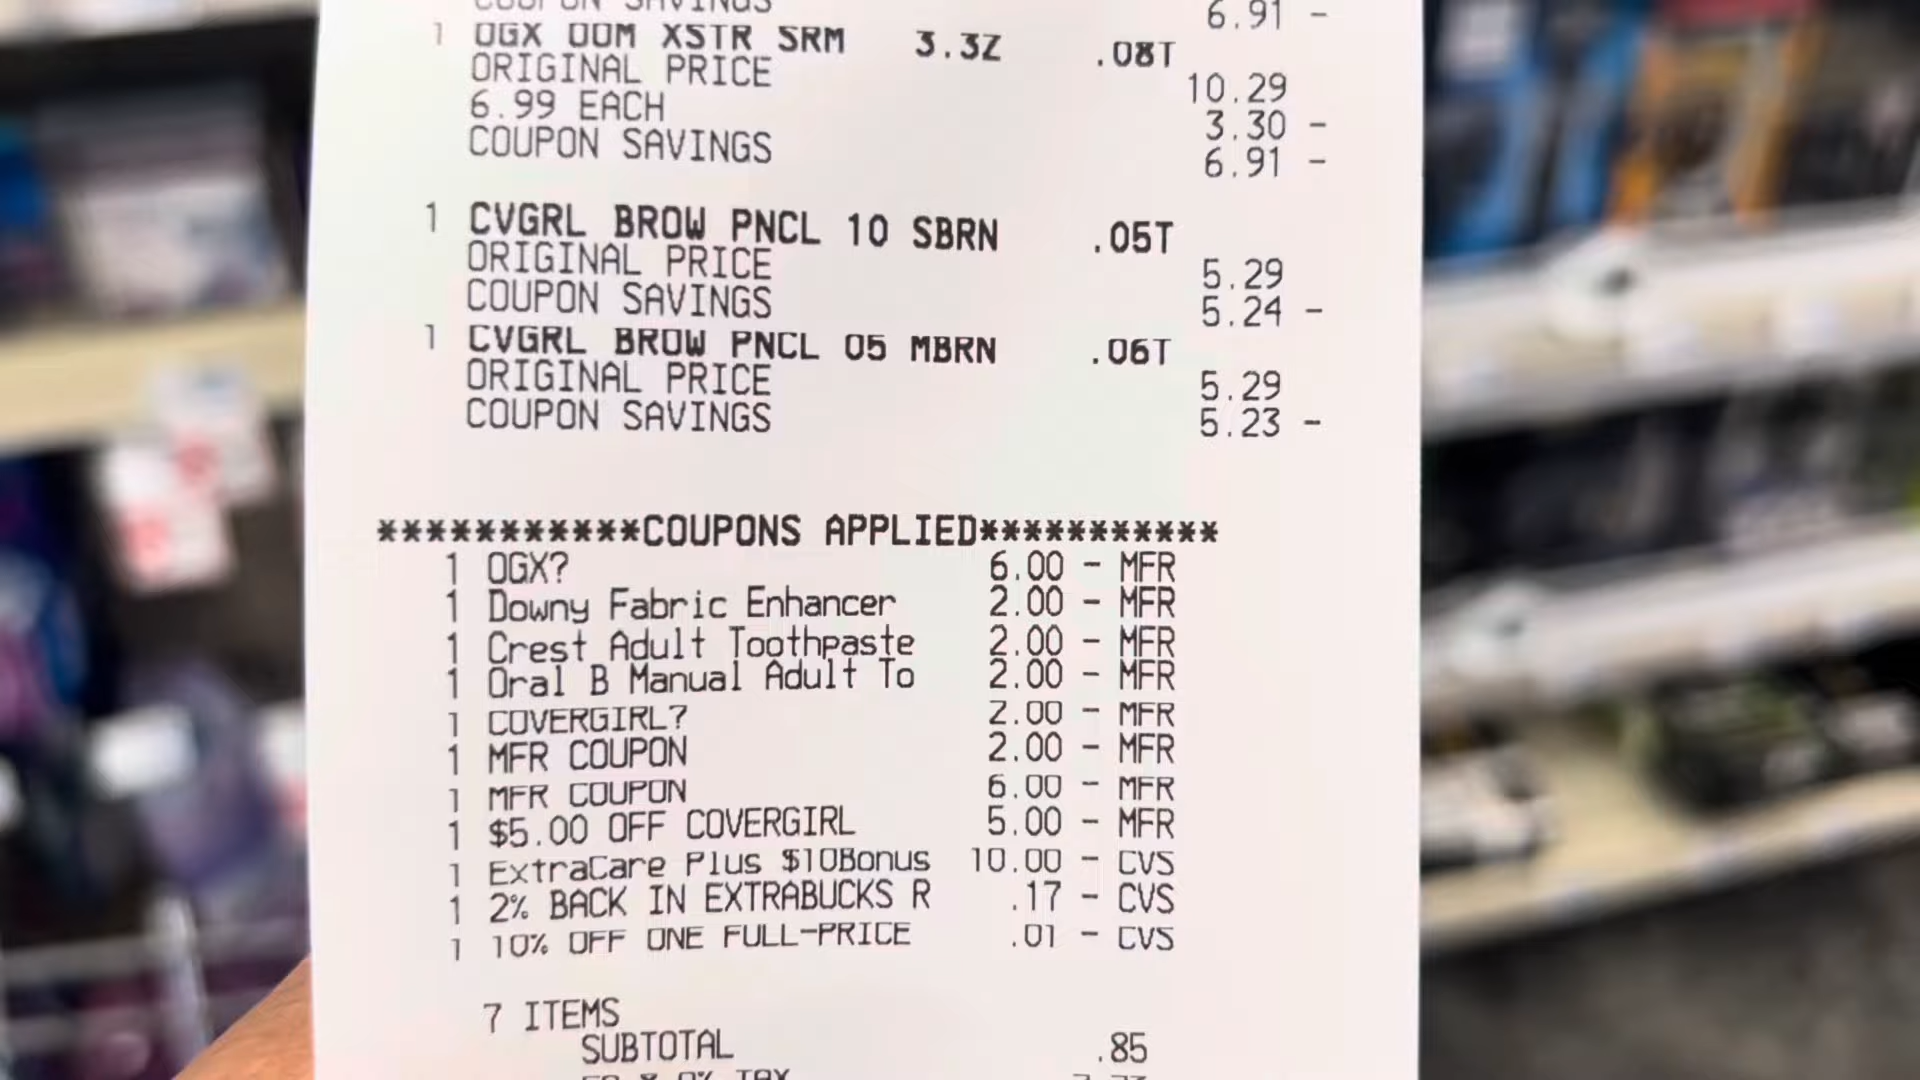 COUPON SAVINGS 6.91 -
1 OGX OOM XSTR SRM 3.3Z .08T
ORIGINAL PRICE 10.29
6.99 EACH 3.30 -
COUPON SAVINGS 6.91 -
1 CVGRL BROW PNCL 10 SBRN .05T
ORIGINAL PRICE 5.29
COUPON SAVINGS 5.24 -
1 CVGRL BROW PNCL 05 MBRN .06T
ORIGINAL PRICE 5.29
COUPON SAVINGS 5.23 -
***********COUPONS APPLIED***********
1 OGX? 6.00 - MFR
1 Downy Fabric Enhancer 2.00 - MFR
1 Crest Adult Toothpaste 2.00 - MFR
1 Oral B Manual Adult To 2.00 - MFR
1 COVERGIRL? 2.00 - MFR
1 MFR COUPON 2.00 - MFR
1 MFR COUPON 6.00 - MFR
1 $5.00 OFF COVERGIRL 5.00 - MFR
1 ExtraCare Plus $10Bonus 10.00 - CVS
1 2% BACK IN EXTRABUCKS R .17 - CVS
1 10% OFF ONE FULL-PRICE .01 - CVS
7 ITEMS
SUBTOTAL .85
TAX